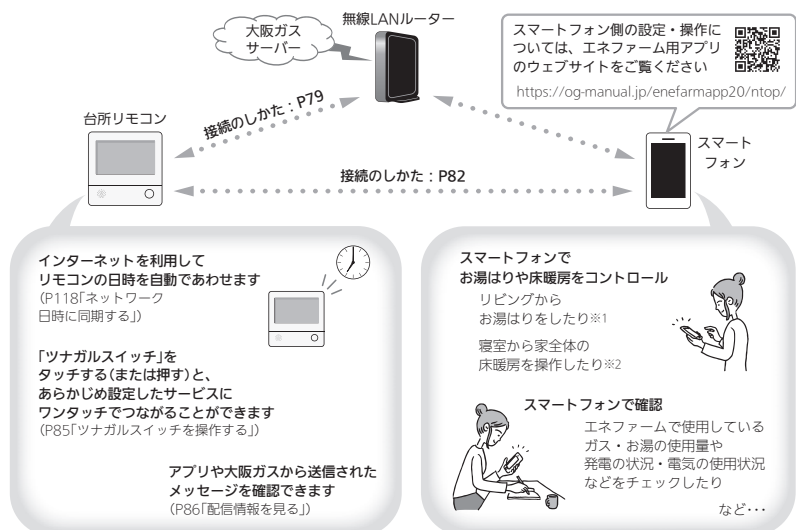 大阪ガス
サーバー
無線LANルーター
スマートフォン側の設定・操作に
ついては、エネファーム用アプリ
のウェブサイトをご覧ください
https://og-manual.jp/enefarmapp20/ntop/
台所リモコン
接続のしかた：P79
スマート
フォン
接続のしかた：P82
インターネットを利用して
リモコンの日時を自動であわせます
（P118「ネットワーク
日時に同期する」）
「ツナガルスイッチ」を
タッチする（または押す）と、
あらかじめ設定したサービスに
ワンタッチでつながることができます
（P85「ツナガルスイッチを操作する」）
アプリや大阪ガスから送信された
メッセージを確認できます
（P86「配信情報を見る」）
スマートフォンで
お湯はりや床暖房をコントロール
リビングから
お湯はりをしたり※1
寝室から家全体の
床暖房を操作したり※2
スマートフォンで確認
エネファームで使用している
ガス・お湯の使用量や
発電の状況・電気の使用状況
などをチェックしたり
など･･･